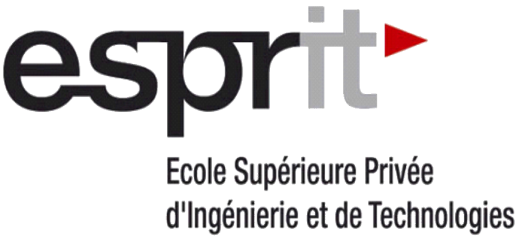 esprit
Ecole Supérieure Privée
d'Ingénierie et de Technologies